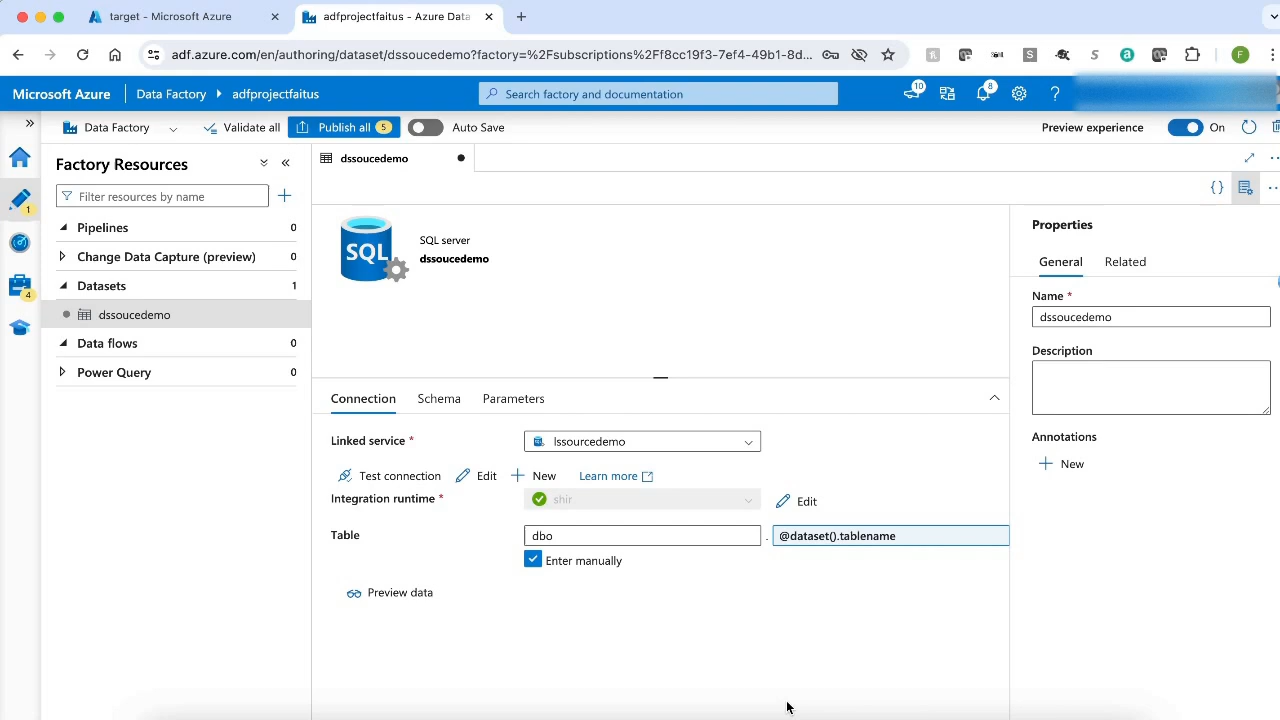 target - Microsoft Azure
adfprojectfaitus - Azure Data
adf.azure.com/en/authoring/dataset/dssoucedemo?factory=%2Fsubscriptions%2Ff8cc19f3-7ef4-49b1-8d...
F
Microsoft Azure
Data Factory
adfprojectfaitus
Search factory and documentation
10
8
Data Factory
Validate all
Publish all 5
Auto Save
Preview experience
On
Factory Resources
dssoucedemo
Filter resources by name
1
Pipelines 0
Change Data Capture (preview) 0
Datasets 1
4
dssoucedemo
Data flows 0
Power Query 0
SQL
SQL server
dssoucedemo
Connection
Schema
Parameters
Linked service *
lssourcedemo
Test connection
Edit
New
Learn more
Integration runtime *
shir
Edit
Table
dbo
.
@dataset().tablename
Enter manually
Preview data
Properties
General
Related
Name *
dssoucedemo
Description
Annotations
New